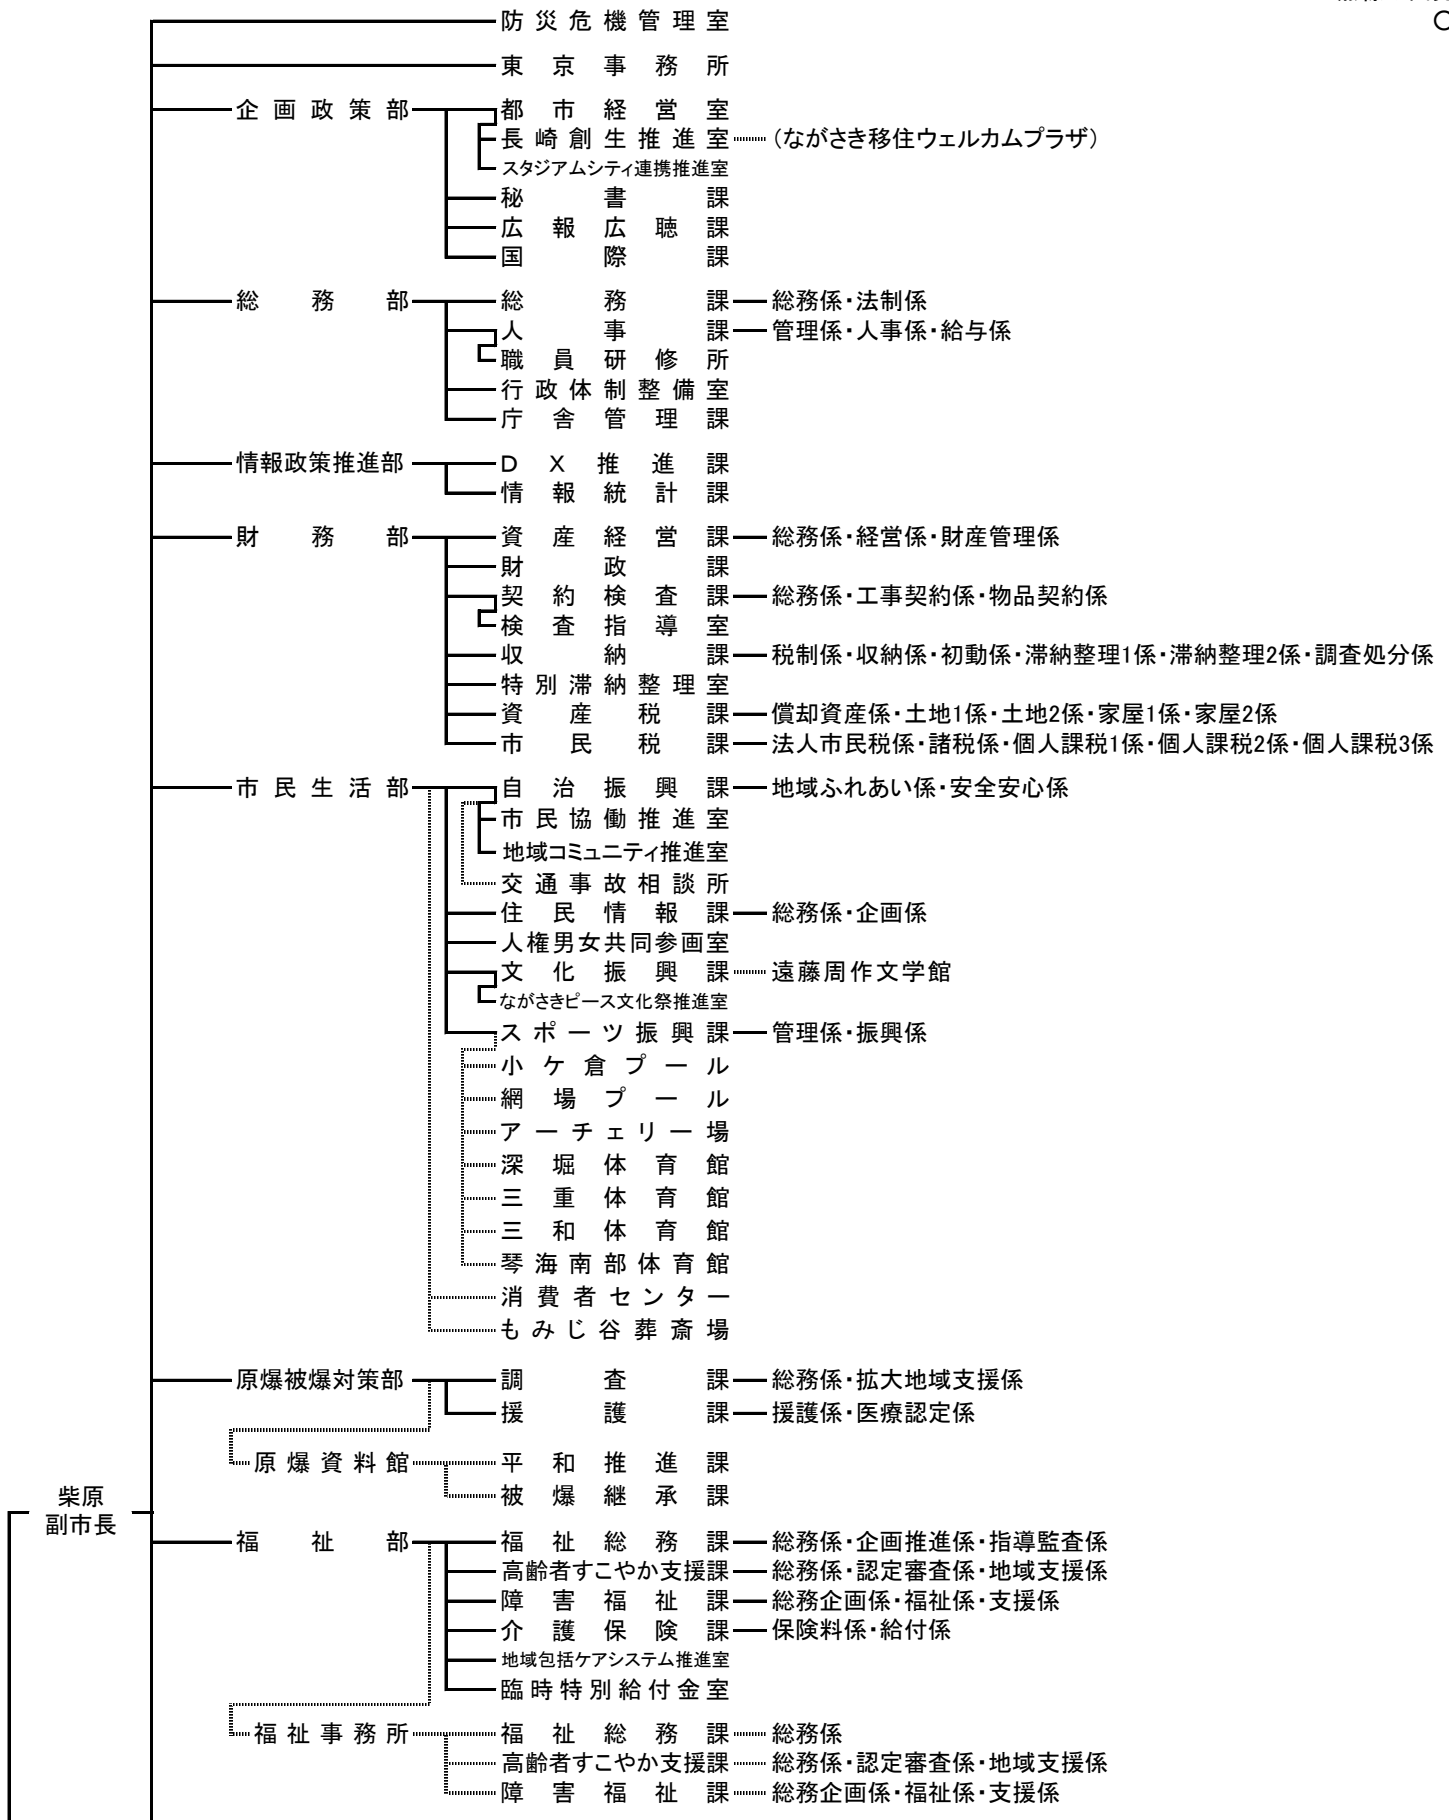 防災危機管理室
東京事務所
企画政策部 都市経営室
長崎創生推進室 (ながさき移住ウェルカムプラザ)
スタジアムシティ連携推進室
秘書課
広報広聴課
国際課
総務部 総務課 総務係・法制係
人事課 管理係・人事係・給与係
職員研修所
行政体制整備室
庁舎管理課
情報政策推進部 DX推進課
情報統計課
財務部 資産経営課 総務係・経営係・財産管理係
財政課
契約検査課 総務係・工事契約係・物品契約係
検査指導室
収納課 税制係・収納係・初動係・滞納整理1係・滞納整理2係・調査処分係
特別滞納整理室
資産税課 償却資産係・土地1係・土地2係・家屋1係・家屋2係
市民税課 法人市民税係・諸税係・個人課税1係・個人課税2係・個人課税3係
市民生活部 自治振興課 地域ふれあい係・安全安心係
市民協働推進室
地域コミュニティ推進室
交通事故相談所
住民情報課 総務係・企画係
人権男女共同参画室
文化振興課 遠藤周作文学館
ながさきピース文化祭推進室
スポーツ振興課 管理係・振興係
小ケ倉プール
網場プール
アーチェリー場
深堀体育館
三重体育館
三和体育館
琴海南部体育館
消費者センター
もみじ谷葬斎場
原爆被爆対策部 調査課 総務係・拡大地域支援係
援護課 援護係・医療認定係
原爆資料館 平和推進課
被爆継承課
柴原
副市長
福祉部 福祉総務課 総務係・企画推進係・指導監査係
高齢者すこやか支援課 総務係・認定審査係・地域支援係
障害福祉課 総務企画係・福祉係・支援係
介護保険課 保険料係・給付係
地域包括ケアシステム推進室
臨時特別給付金室
福祉事務所 福祉総務課 総務係
高齢者すこやか支援課 総務係・認定審査係・地域支援係
障害福祉課 総務企画係・福祉係・支援係